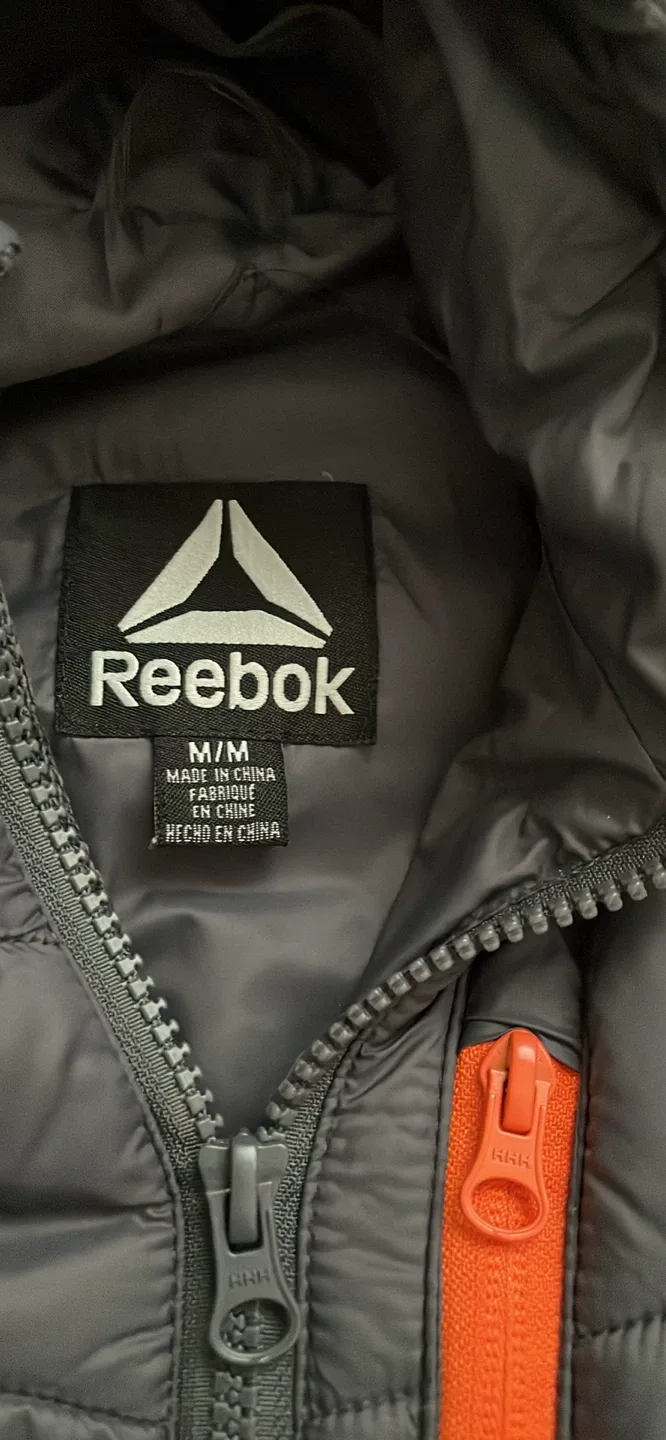 Reebok
M/M
MADE IN CHINA
FABRIQUÉ
EN CHINE
HECHO EN CHINA
HHH
HHH